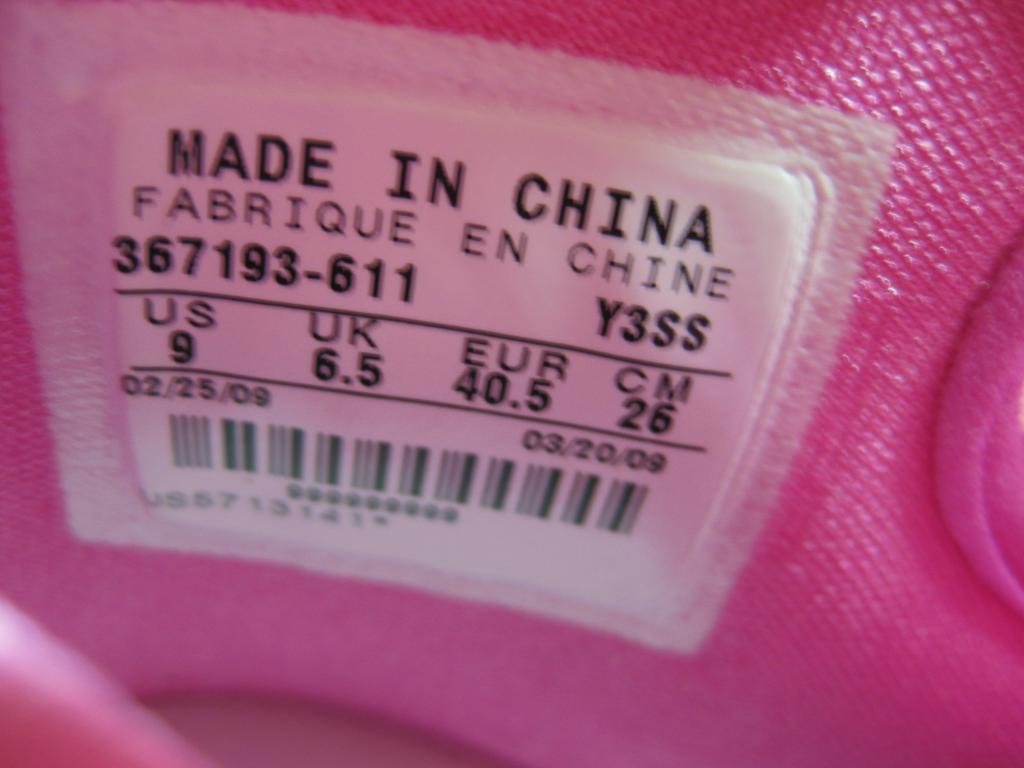 MADE IN CHINA
FABRIQUE EN CHINE
367193-611 Y3SS
US UK EUR CM
9 6.5 40.5 26
02/25/09 03/20/09